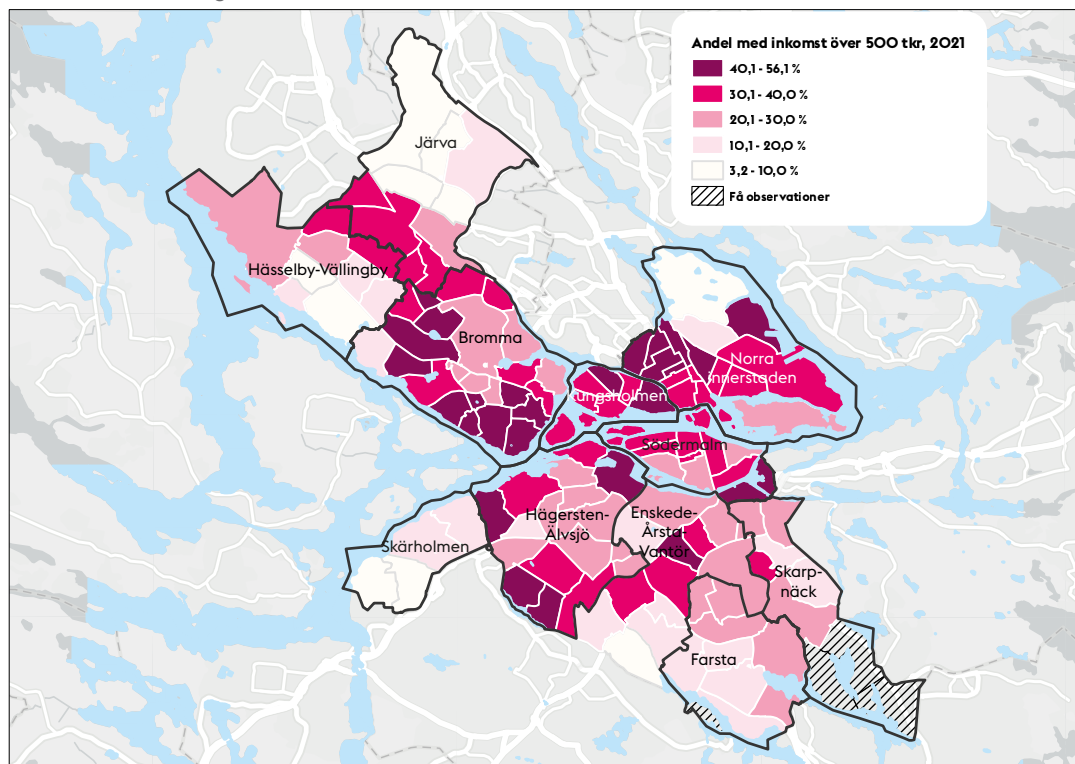 Andel med inkomst över 500 tkr, 2021
40,1 - 56,1 %
30,1 - 40,0 %
20,1 - 30,0 %
10,1 - 20,0 %
3,2 - 10,0 %
Få observationer
Järva
Hässelby-Vällingby
Bromma
Norra
innerstaden
Kungsholmen
Södermalm
Hägersten-
Älvsjö
Enskede-
Årsta-
Vantör
Skärholmen
Skarp-
näck
Farsta